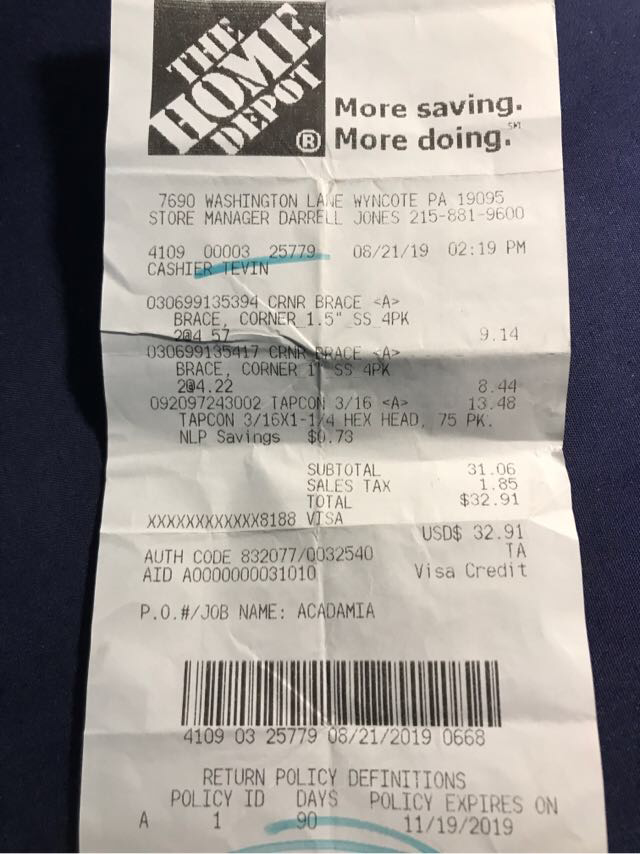 THE
HOME
DEPOT
®
More saving.
More doing.℠
7690 WASHINGTON LANE WYNCOTE PA 19095
STORE MANAGER DARRELL JONES 215-881-9600
4109 00003 25779 08/21/19 02:19 PM
CASHIER TEVIN
030699135394 CRNR BRACE <A>
BRACE, CORNER 1.5" SS 4PK
2@4.57 9.14
030699135417 CRNR BRACE <A>
BRACE, CORNER 1" SS 4PK
2@4.22 8.44
092097243002 TAPCON 3/16 <A> 13.48
TAPCON 3/16X1-1/4 HEX HEAD, 75 PK.
NLP Savings $0.73
SUBTOTAL 31.06
SALES TAX 1.85
TOTAL $32.91
XXXXXXXXXXXX8188 VISA
USD$ 32.91
AUTH CODE 832077/0032540 TA
AID A0000000031010 Visa Credit
P.O.#/JOB NAME: ACADAMIA
4109 03 25779 08/21/2019 0668
RETURN POLICY DEFINITIONS
POLICY ID DAYS POLICY EXPIRES ON
A 1 90 11/19/2019